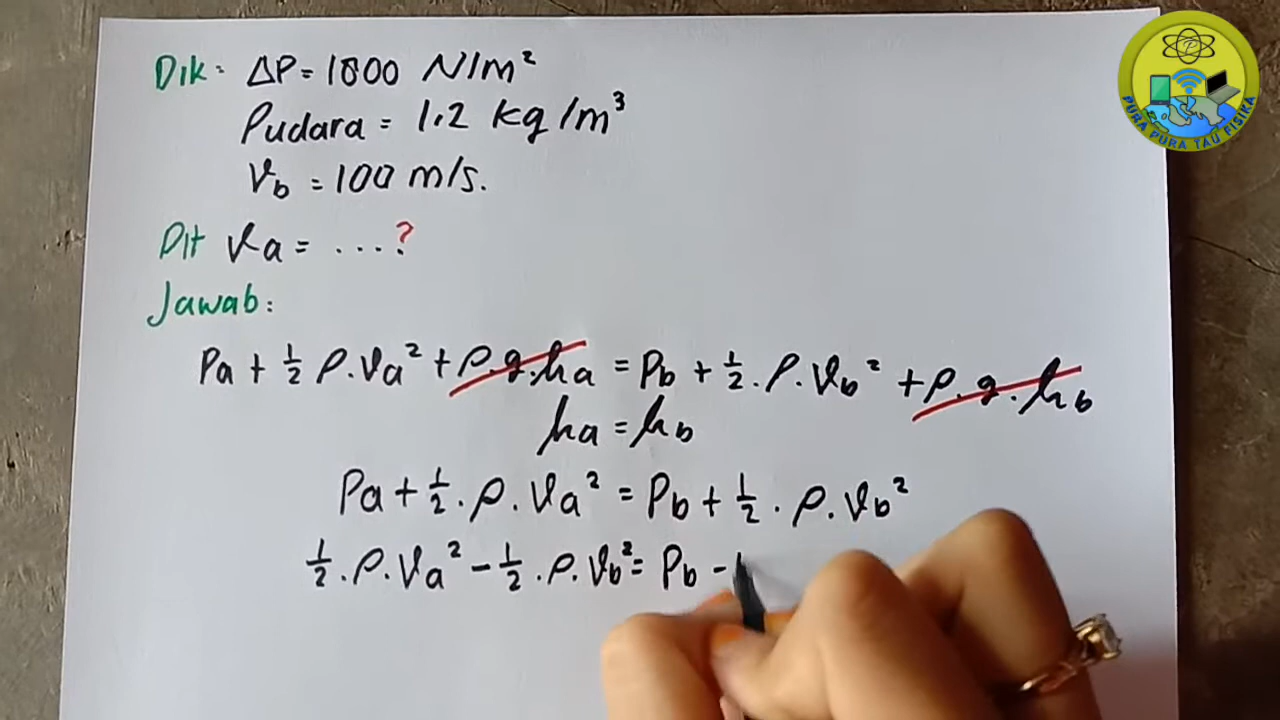 Dik: ΔP = 1800 N/m²
ρudara = 1.2 kg/m³
Vb = 100 m/s.
Dit Va = ...?
Jawab:
Pa + ½ ρ.Va² + ρ.g.ha = Pb + ½.ρ.Vb² + ρ.g.hb
ha = hb
Pa + ½.ρ.Va² = Pb + ½.ρ.Vb²
½.ρ.Va² - ½.ρ.Vb² = Pb -
PURA PURA TAU FISIKA